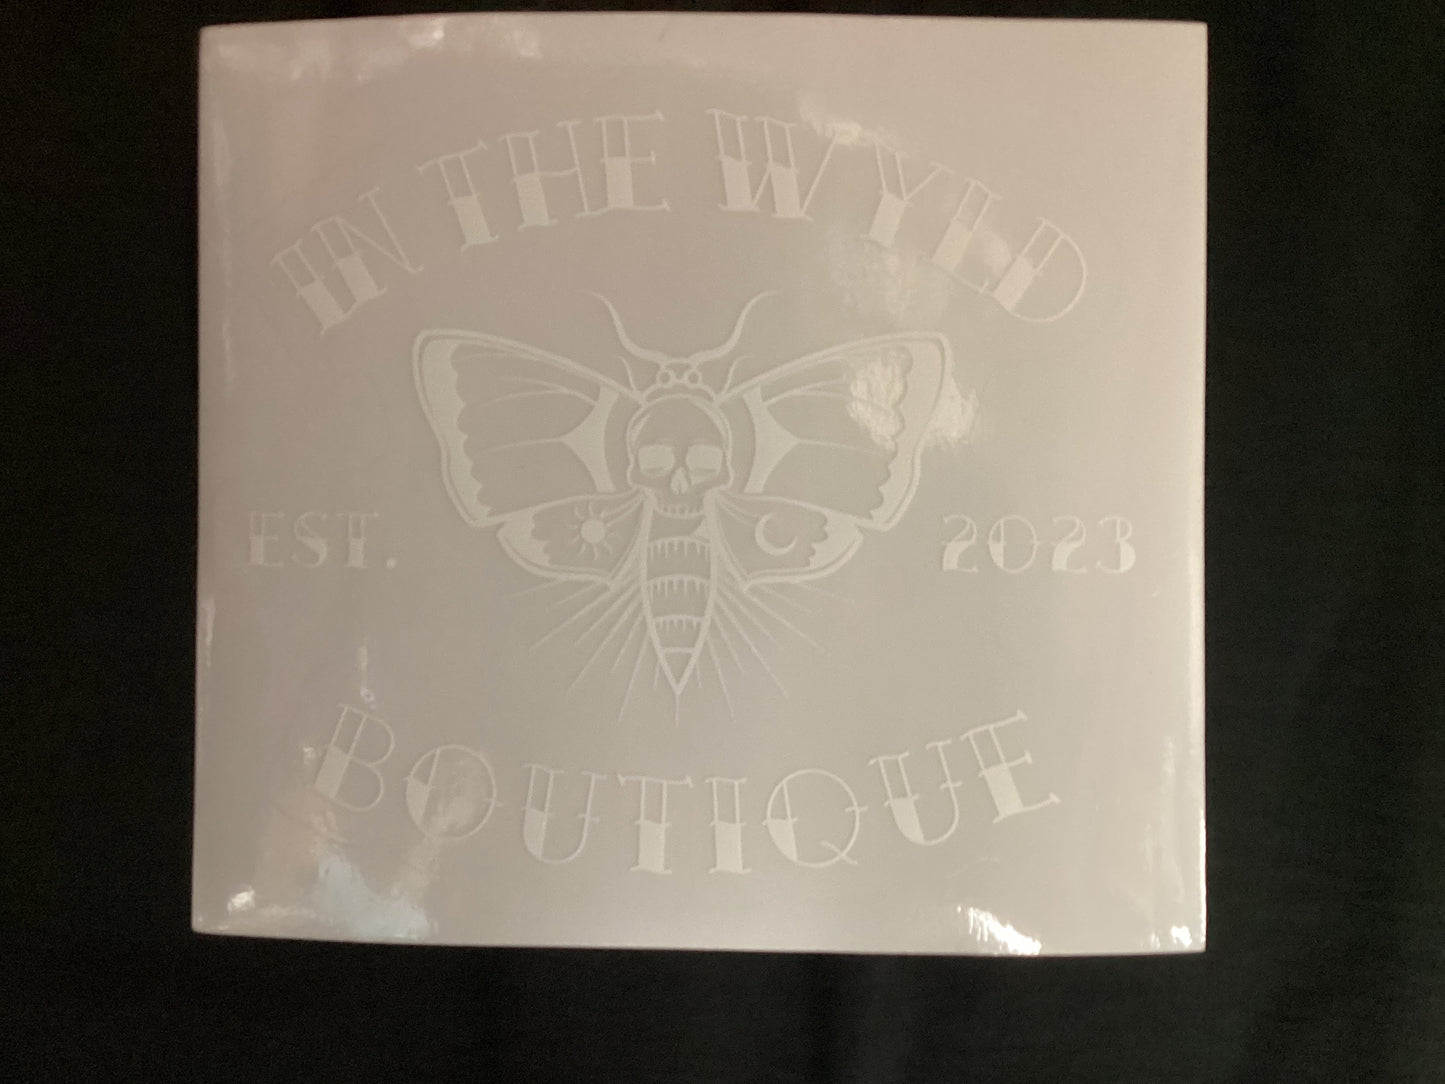 IN THE WYLD
EST. 2023
BOUTIQUE